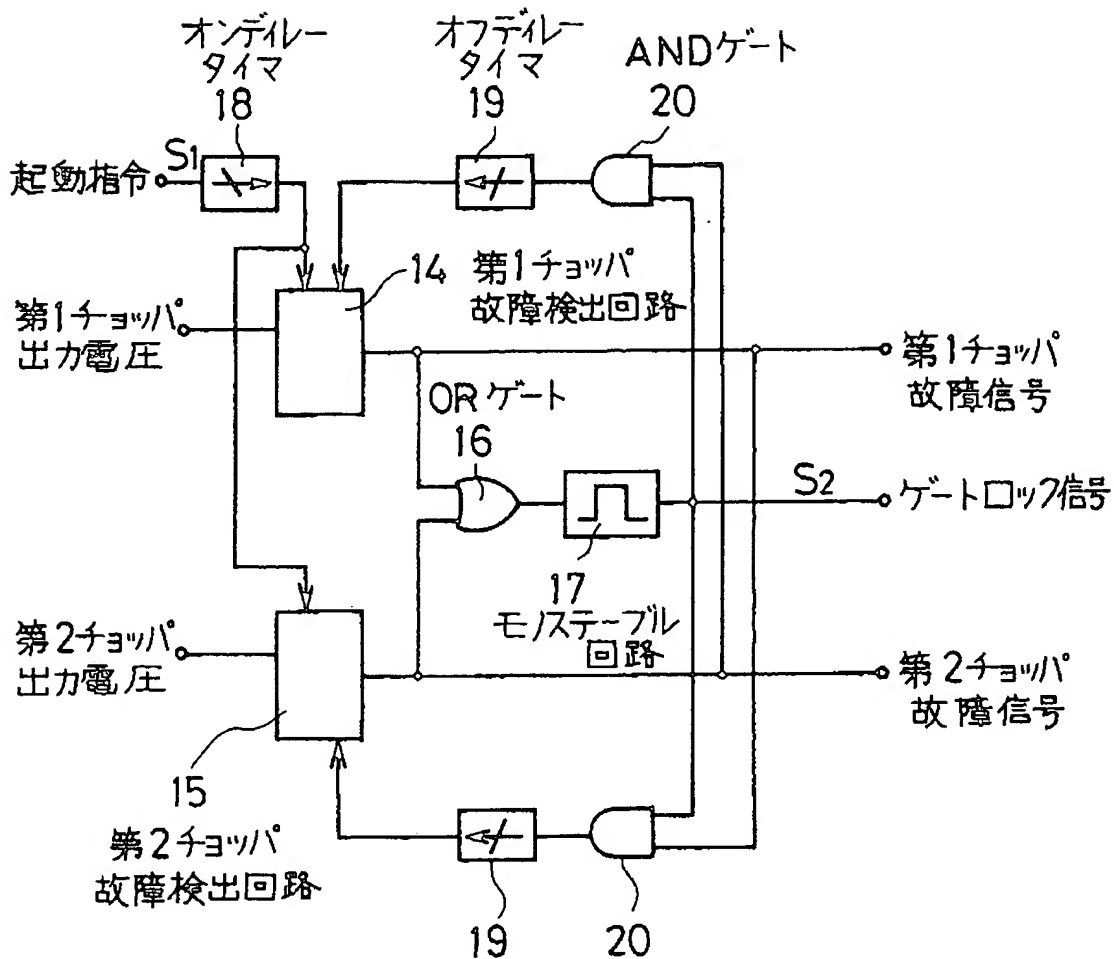 オンディレー
タイマ
18
オフディレー
タイマ
19
ANDゲート
20
起動指令
S1
14
第1チョッパ
故障検出回路
第1チョッパ
出力電圧
第1チョッパ
故障信号
ORゲート
16
S2
ゲートロック信号
17
モノステーブル
回路
第2チョッパ
出力電圧
第2チョッパ
故障信号
15
第2チョッパ
故障検出回路
19
20